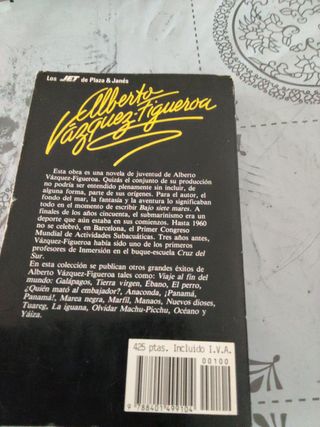 Los JET de Plaza & Janés
Alberto
Vázquez-Figueroa
Esta obra es una novela de juventud de Alberto
Vázquez-Figueroa. Quizás el conjunto de su producción
no podría ser entendido plenamente sin incluir, de
alguna forma, parte de sus orígenes. Para el autor, el
fondo del mar, la fantasía y la aventura lo significaban
todo en el momento de escribir Bajo siete mares. A
finales de los años cincuenta, el submarinismo era un
deporte que aún estaba en sus comienzos. Hasta 1960
no se celebró, en Barcelona, el Primer Congreso
Mundial de Actividades Subacuáticas. Tres años antes,
Vázquez-Figueroa había sido uno de los primeros
profesores de Inmersión en el buque-escuela Cruz del
Sur.
En esta colección se publican otros grandes éxitos de
Alberto Vázquez-Figueroa tales como: Viaje al fin del
mundo: Galápagos, Tierra virgen, Ebano, El perro,
¿Quién mató al embajador?, Anaconda, ¡Panamá,
Panamá!, Marea negra, Marfil, Manaos, Nuevos dioses,
Tuareg, La iguana, Olvidar Machu-Picchu, Océano y
Yáiza.
425 ptas. Incluido I.V.A.
00100
9 788401 499104